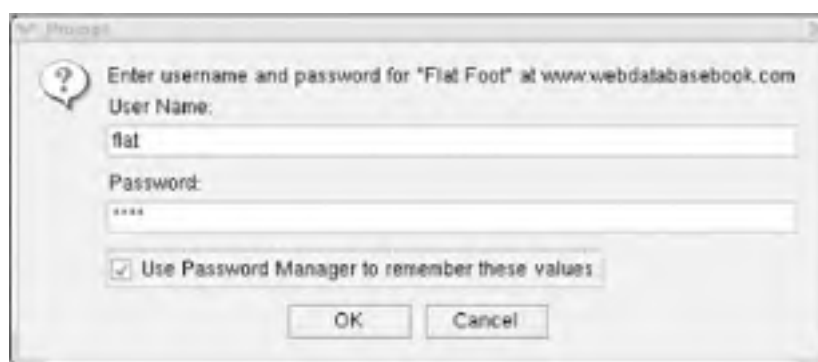 Prompt
Enter username and password for "Flat Foot" at www.webdatabasebook.com
User Name:
flat
Password:
****
Use Password Manager to remember these values
OK
Cancel